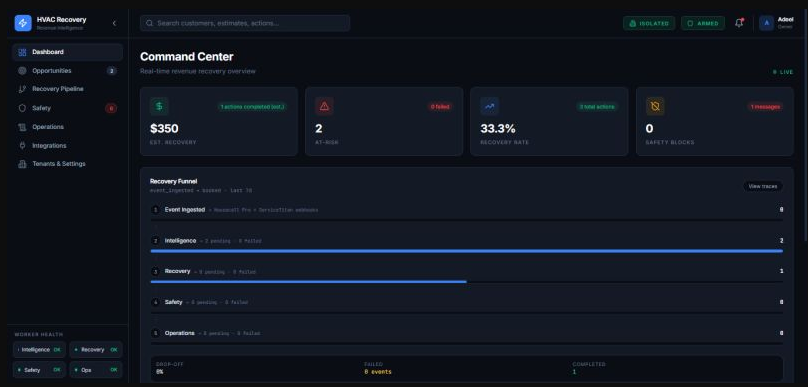 HVAC Recovery
Revenue Intelligence
Search customers, estimates, actions...
ISOLATED
ARMED
A
Adeel
Owner
Dashboard
Opportunities 2
Recovery Pipeline
Safety 0
Operations
Integrations
Tenants & Settings
Command Center
Real-time revenue recovery overview
LIVE
1 actions completed (est.)
$350
EST. RECOVERY
0 failed
2
AT-RISK
3 total actions
33.3%
RECOVERY RATE
1 messages
0
SAFETY BLOCKS
Recovery Funnel
event_ingested → booked · last 7d
View traces
1 Event Ingested → Housecall Pro + ServiceTitan webhooks 0
2 Intelligence → 2 pending · 0 failed 2
3 Recovery → 0 pending · 0 failed 1
4 Safety → 0 pending · 0 failed 0
5 Operations → 0 pending · 0 failed 0
DROP-OFF
0%
FAILED
0 events
COMPLETED
1
WORKER HEALTH
Intelligence OK
Recovery OK
Safety OK
Ops OK